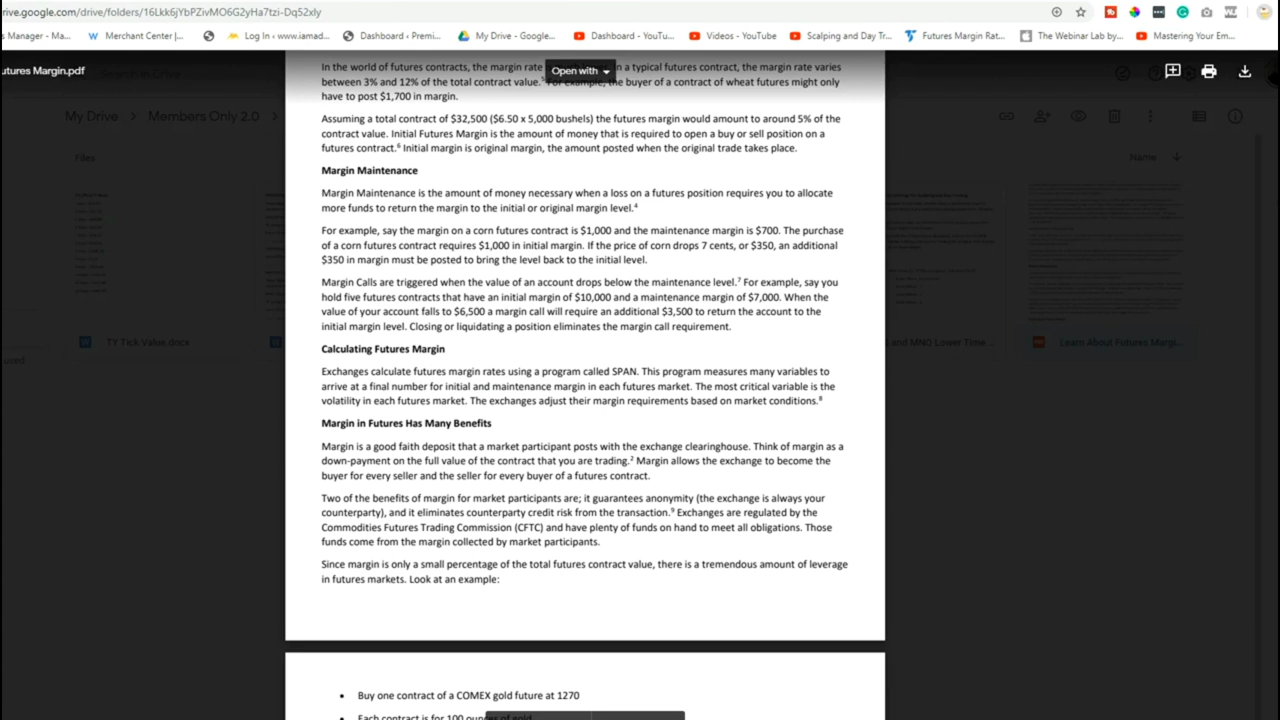 rive.google.com/drive/folders/16Lkk6jYbPZivMO6G2yHa7tzi-Dq52xIy
s Manager - Ma... Merchant Center |... Log In ‹ www.iamad... Dashboard ‹ Premi... My Drive - Google... Dashboard - YouTu... Videos - YouTube Scalping and Day Tr... Futures Margin Rat... The Webinar Lab by... Mastering Your Em...
utures Margin.pdf
Open with
My Drive > Members Only 2.0 >
Files
Name
In the world of futures contracts, the margin rate n a typical futures contract, the margin rate varies
between 3% and 12% of the total contract value.⁵ For example, the buyer of a contract of wheat futures might only
have to post $1,700 in margin.
Assuming a total contract of $32,500 ($6.50 x 5,000 bushels) the futures margin would amount to around 5% of the
contract value. Initial Futures Margin is the amount of money that is required to open a buy or sell position on a
futures contract.⁶ Initial margin is original margin, the amount posted when the original trade takes place.
Margin Maintenance
Margin Maintenance is the amount of money necessary when a loss on a futures position requires you to allocate
more funds to return the margin to the initial or original margin level.⁴
For example, say the margin on a corn futures contract is $1,000 and the maintenance margin is $700. The purchase
of a corn futures contract requires $1,000 in initial margin. If the price of corn drops 7 cents, or $350, an additional
$350 in margin must be posted to bring the level back to the initial level.
Margin Calls are triggered when the value of an account drops below the maintenance level.⁷ For example, say you
hold five futures contracts that have an initial margin of $10,000 and a maintenance margin of $7,000. When the
value of your account falls to $6,500 a margin call will require an additional $3,500 to return the account to the
initial margin level. Closing or liquidating a position eliminates the margin call requirement.
TY Tick Value.docx
and MNQ Lower Time ...
Learn About Futures Margi...
used
Calculating Futures Margin
Exchanges calculate futures margin rates using a program called SPAN. This program measures many variables to
arrive at a final number for initial and maintenance margin in each futures market. The most critical variable is the
volatility in each futures market. The exchanges adjust their margin requirements based on market conditions.⁸
Margin in Futures Has Many Benefits
Margin is a good faith deposit that a market participant posts with the exchange clearinghouse. Think of margin as a
down-payment on the full value of the contract that you are trading.² Margin allows the exchange to become the
buyer for every seller and the seller for every buyer of a futures contract.
Two of the benefits of margin for market participants are; it guarantees anonymity (the exchange is always your
counterparty), and it eliminates counterparty credit risk from the transaction.⁹ Exchanges are regulated by the
Commodities Futures Trading Commission (CFTC) and have plenty of funds on hand to meet all obligations. Those
funds come from the margin collected by market participants.
Since margin is only a small percentage of the total futures contract value, there is a tremendous amount of leverage
in futures markets. Look at an example:
• Buy one contract of a COMEX gold future at 1270
• Each contract is for 100 ounces of gold